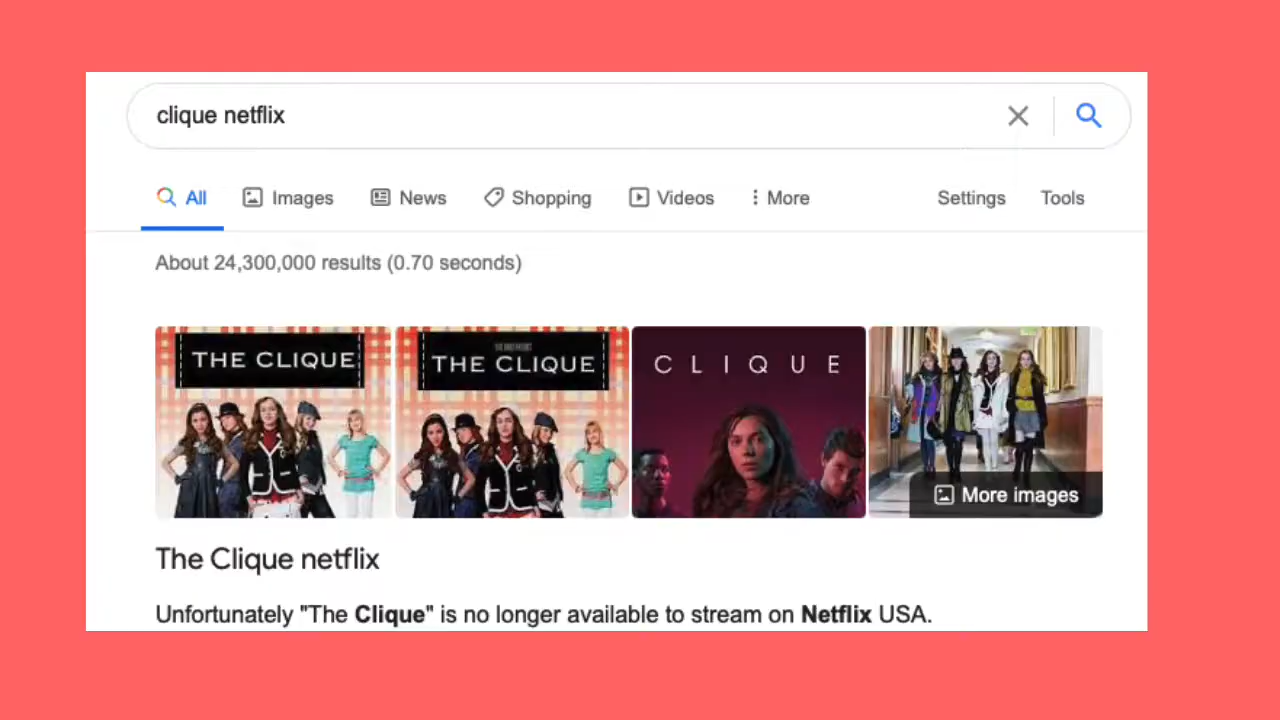 clique netflix
All Images News Shopping Videos More Settings Tools
About 24,300,000 results (0.70 seconds)
THE CLIQUE THE CLIQUE CLIQUE
More images
The Clique netflix
Unfortunately "The Clique" is no longer available to stream on Netflix USA.